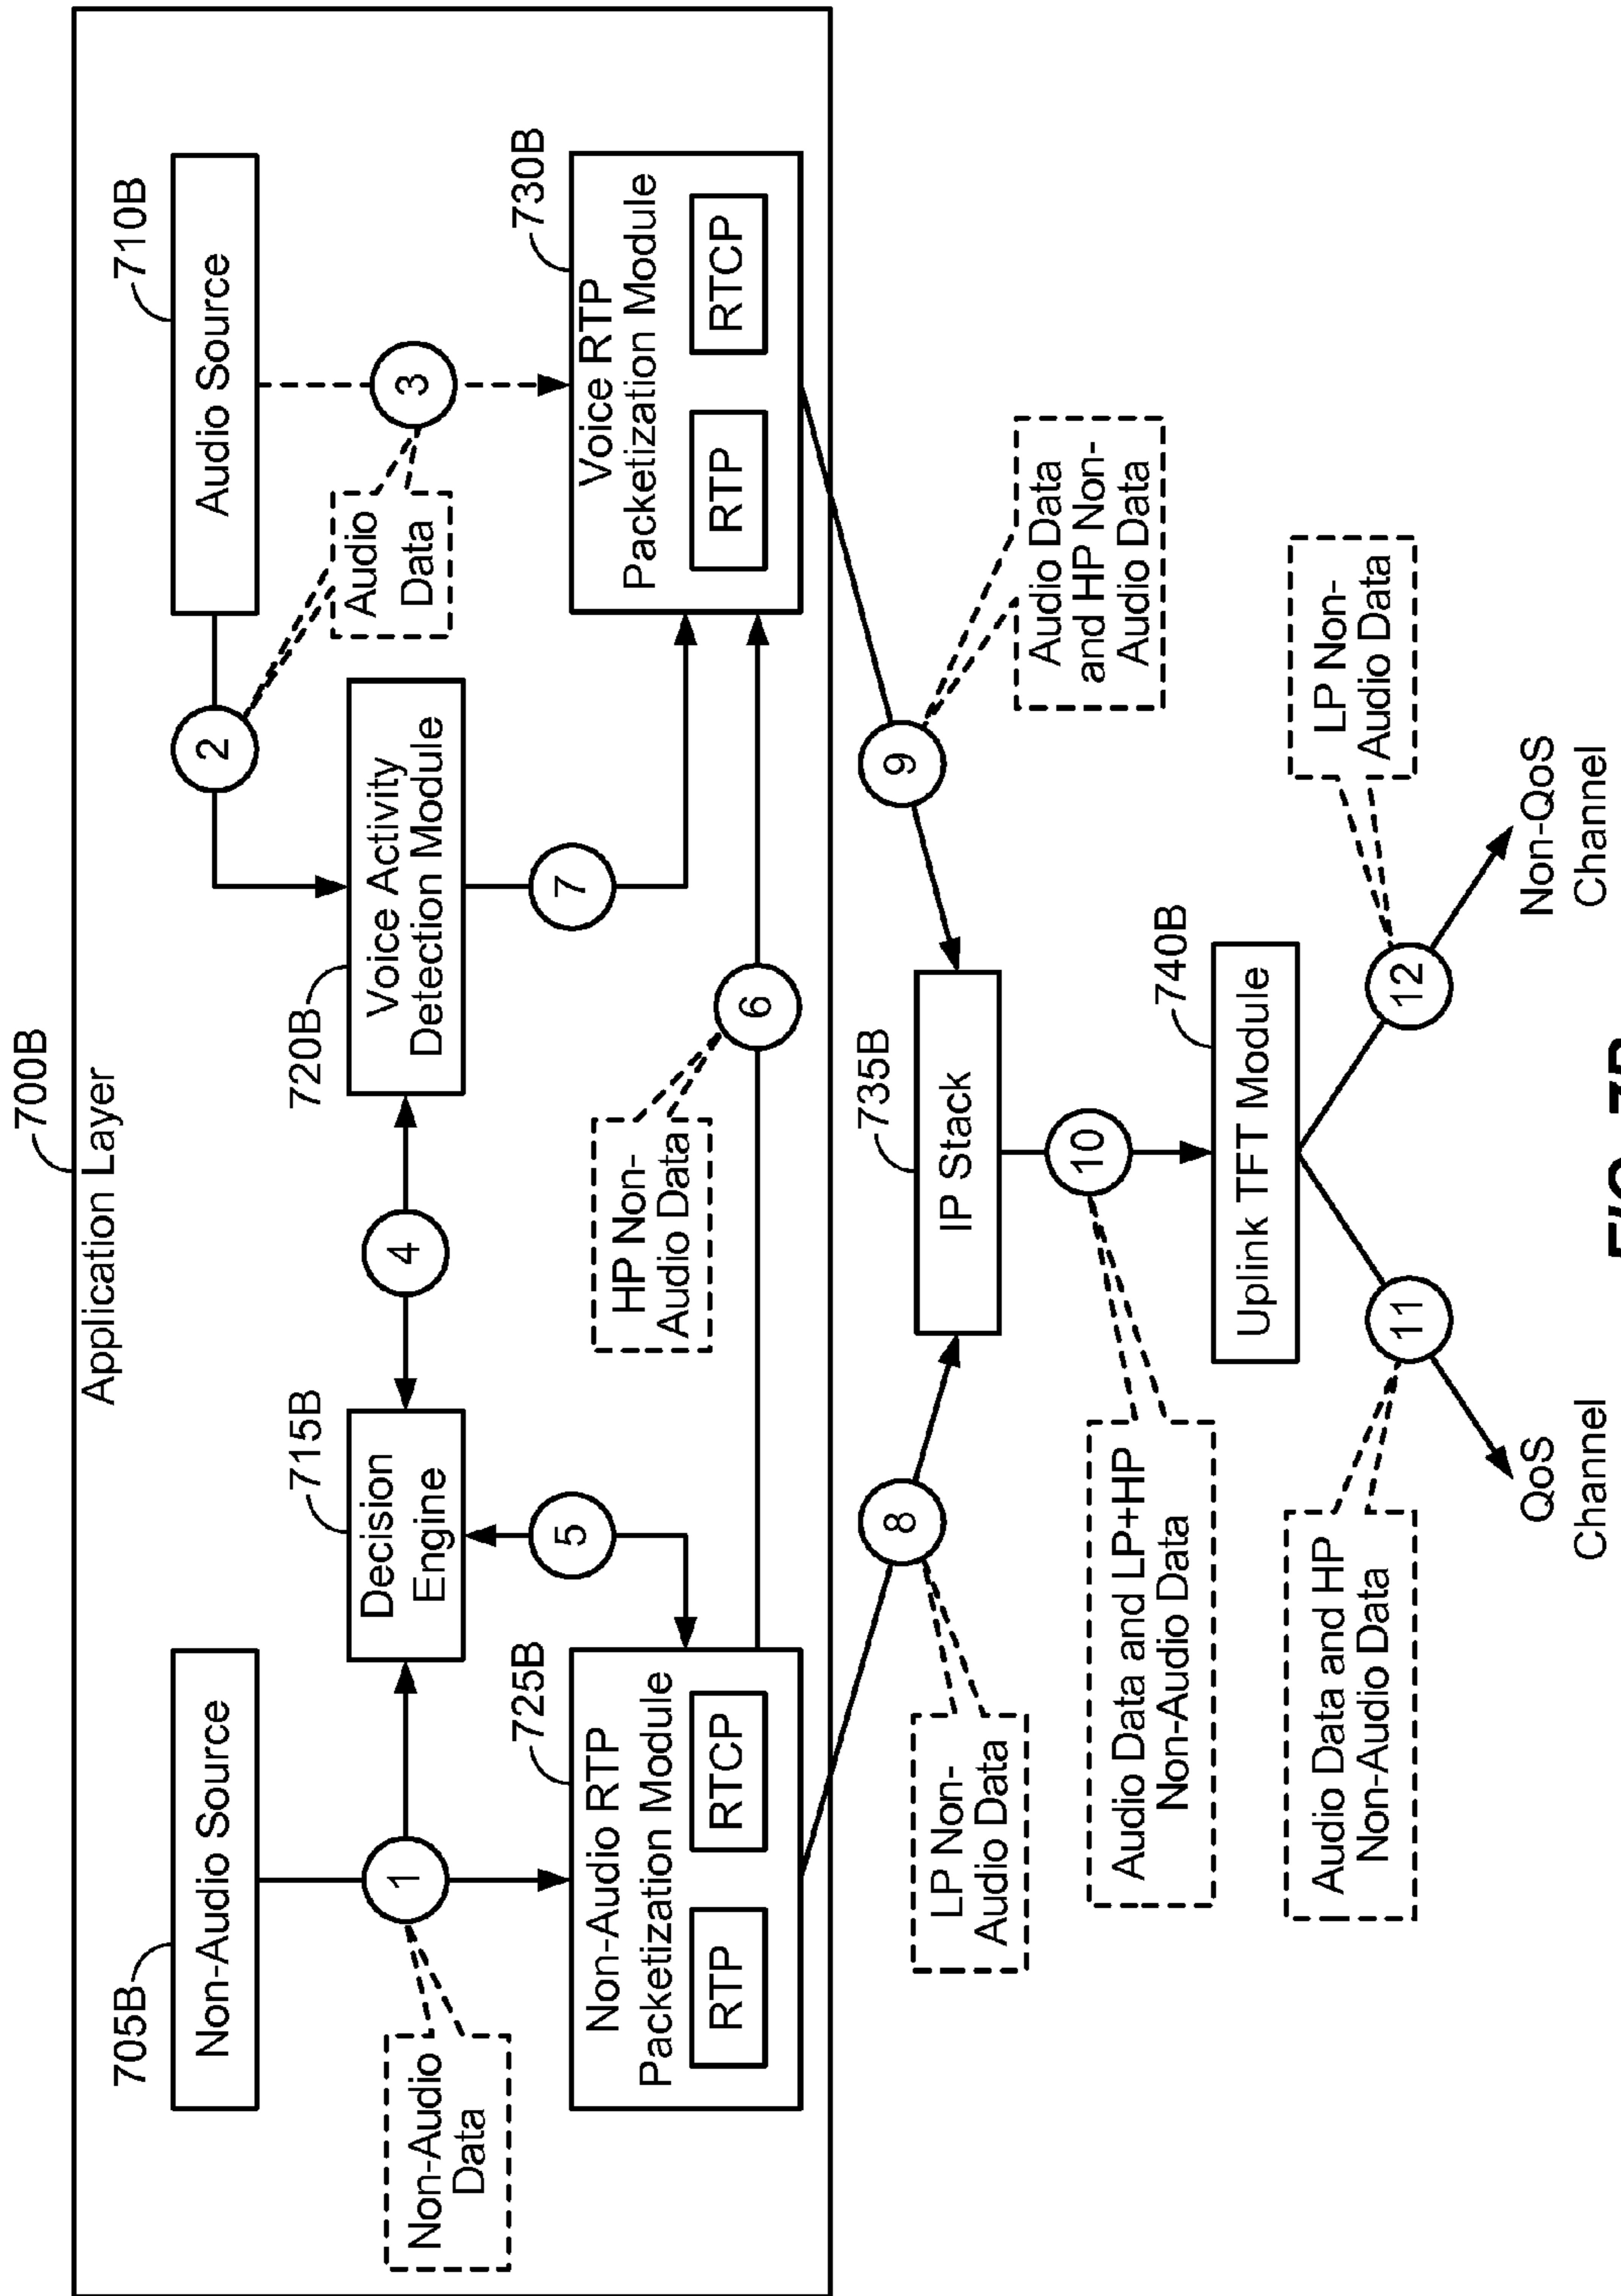 700B
Application Layer
705B
Non-Audio Source
710B
Audio Source
1
Non-Audio
Data
2
Audio
Data
3
715B
Decision
Engine
4
720B
Voice Activity
Detection Module
5
7
725B
Non-Audio RTP
Packetization Module
RTP
RTCP
HP Non-
Audio Data
6
730B
Voice RTP
Packetization Module
RTP
RTCP
8
LP Non-
Audio Data
735B
IP Stack
9
Audio Data
and HP Non-
Audio Data
10
Audio Data and LP+HP
Non-Audio Data
740B
Uplink TFT Module
11
Audio Data and HP
Non-Audio Data
12
LP Non-
Audio Data
QoS
Channel
Non-QoS
Channel
FIG. 7B